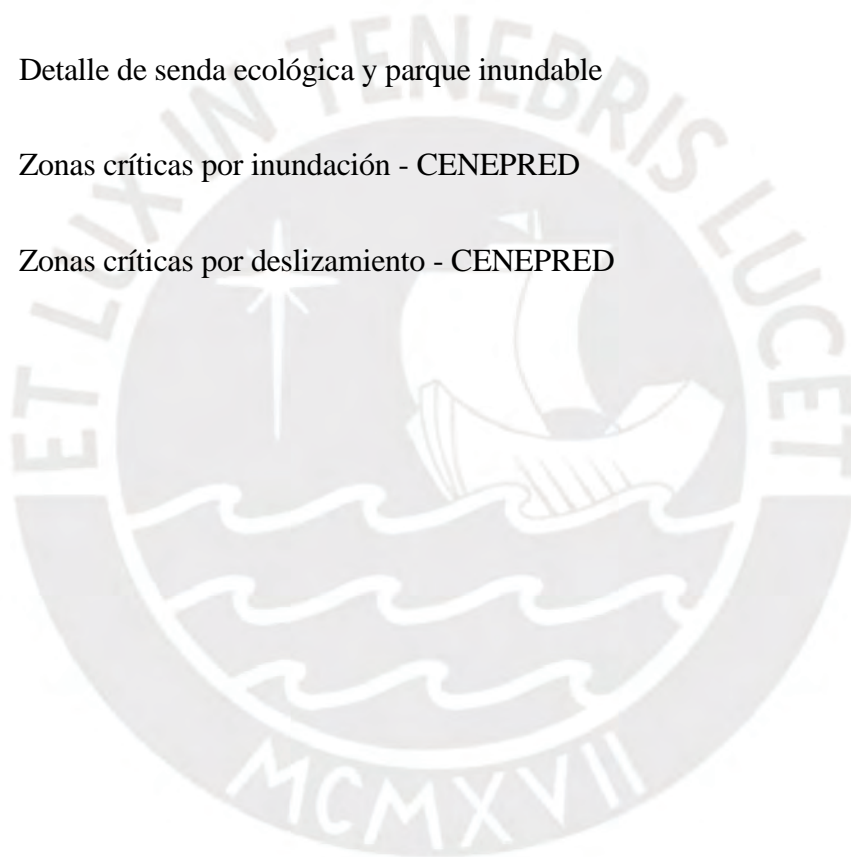 Detalle de senda ecológica y parque inundable
Zonas críticas por inundación - CENEPRED
Zonas críticas por deslizamiento - CENEPRED
ET LUX IN TENEBRIS LUCET
MCMXVII